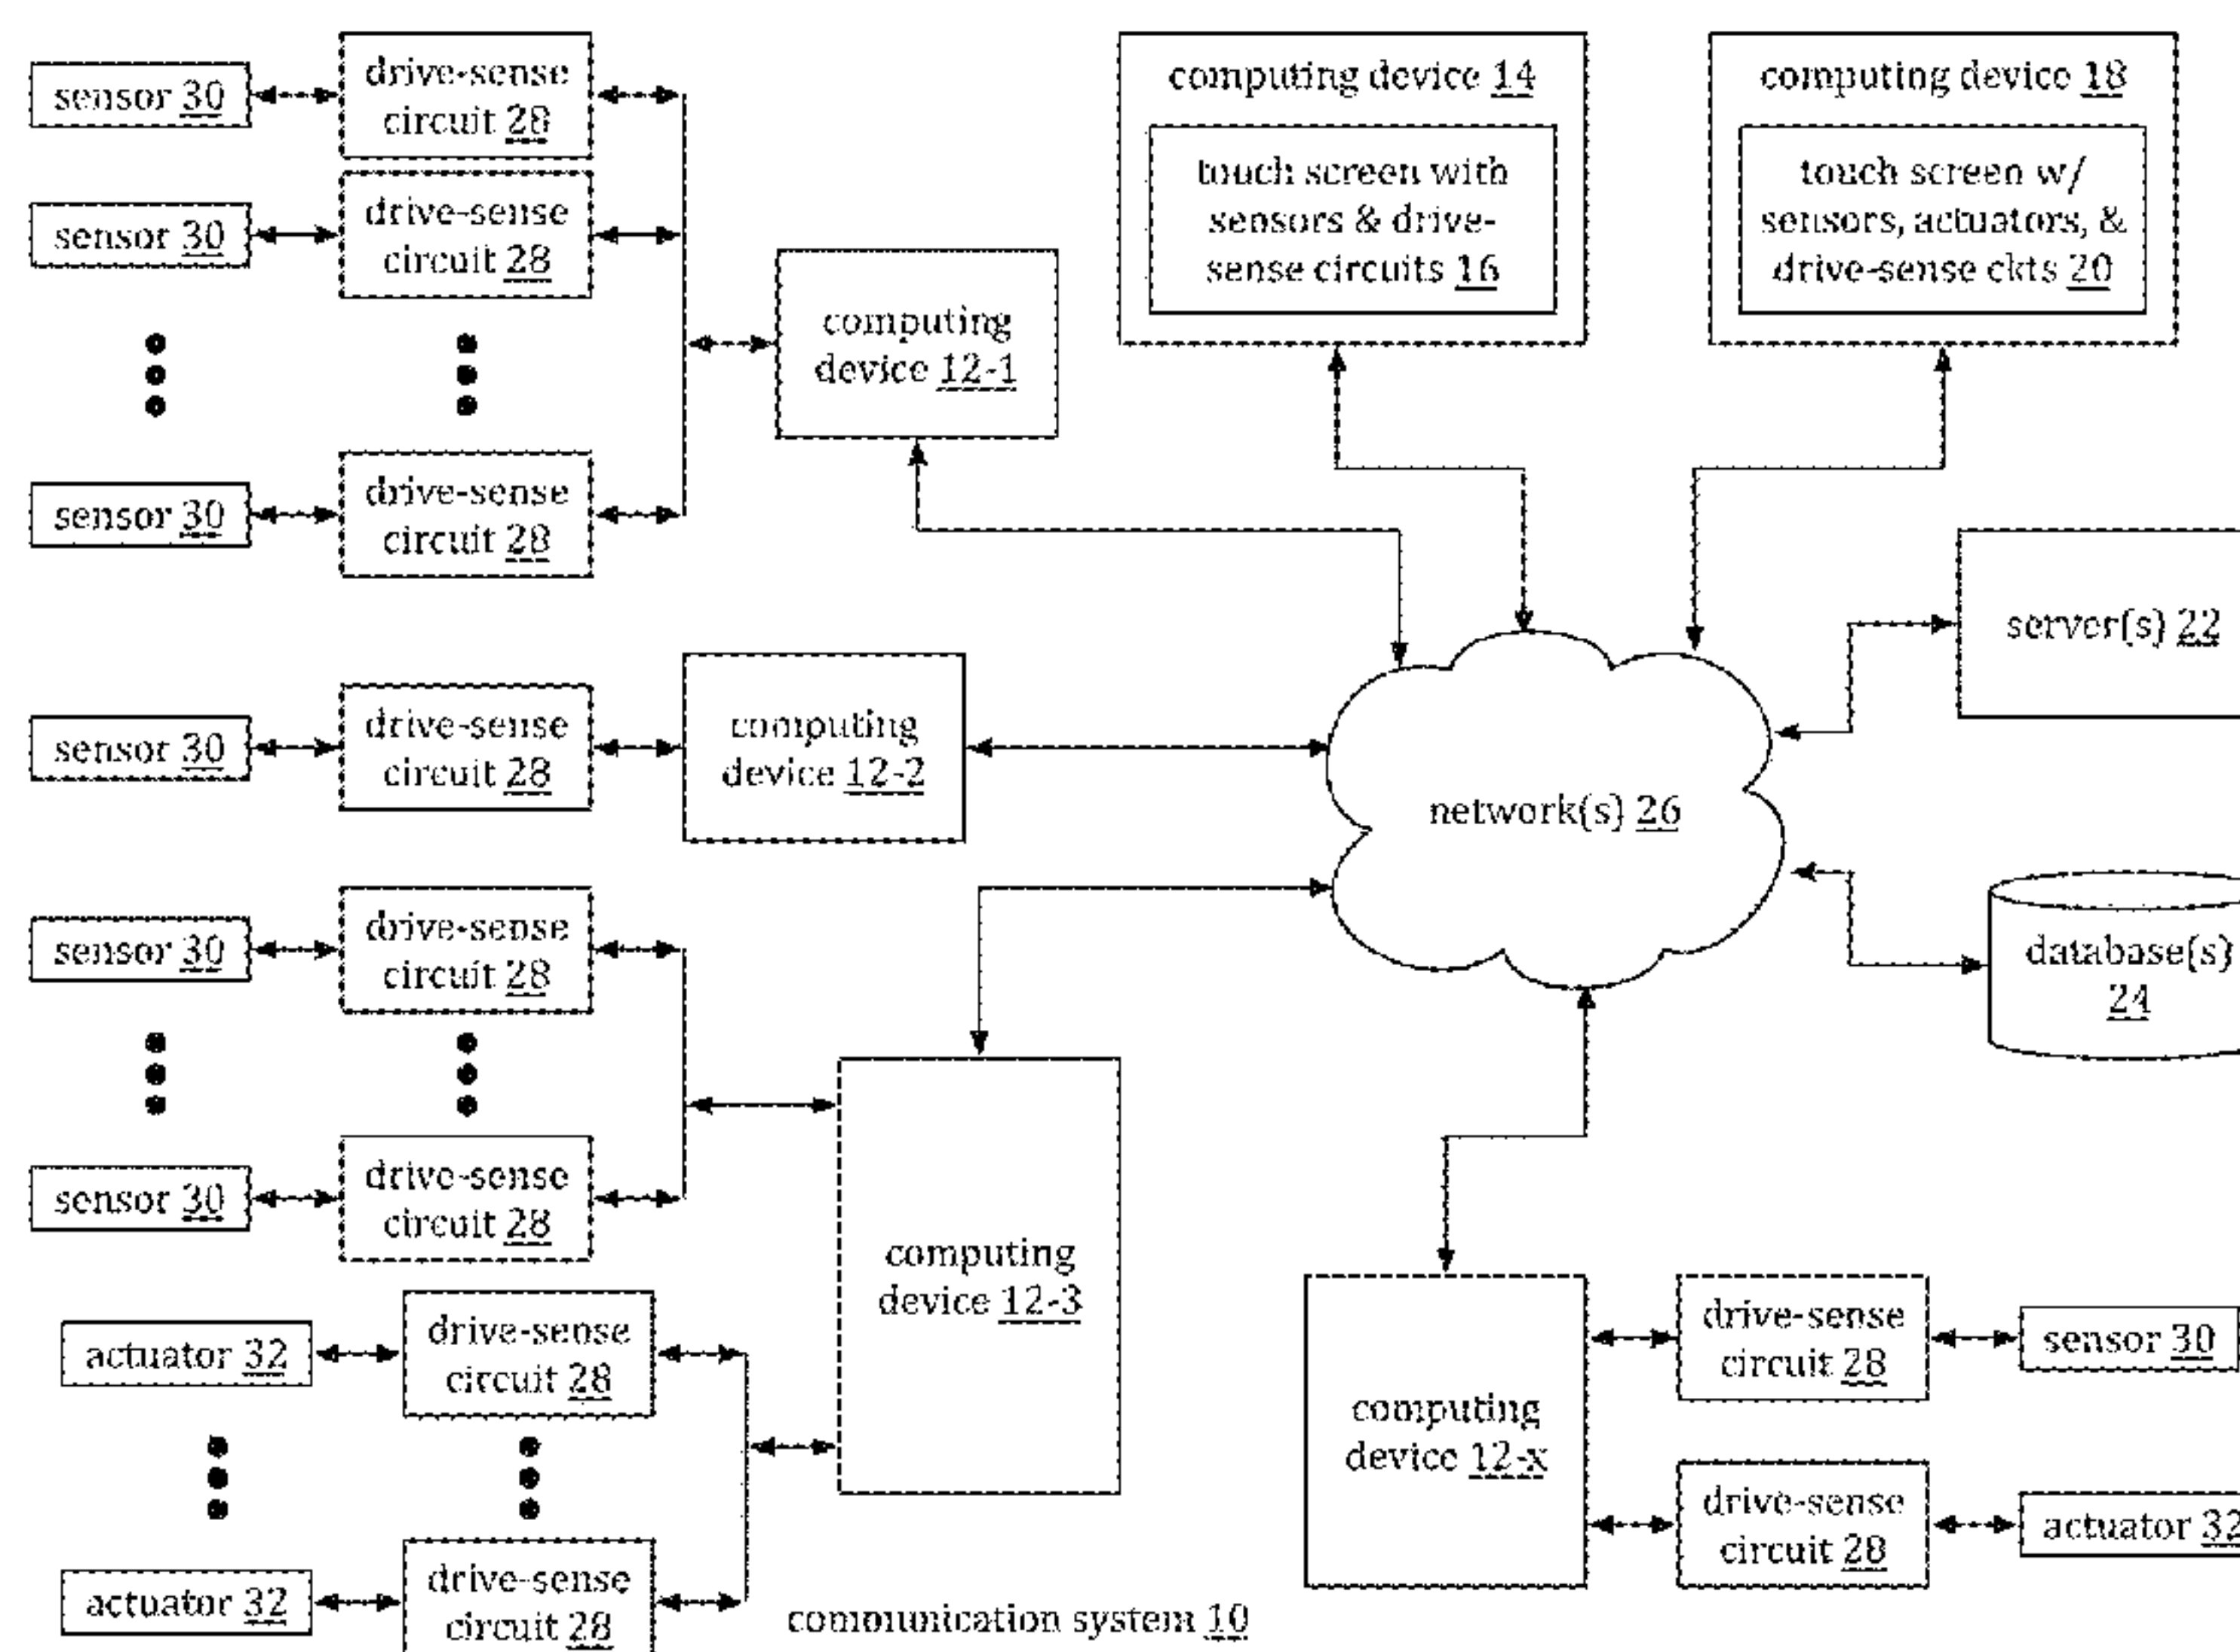 sensor 30
drive-sense
circuit 28
sensor 30
drive-sense
circuit 28
sensor 30
drive-sense
circuit 28
computing
device 12-1
computing device 14
touch screen with
sensors & drive-
sense circuits 16
computing device 18
touch screen w/
sensors, actuators, &
drive-sense ckts 20
server(s) 22
sensor 30
drive-sense
circuit 28
computing
device 12-2
network(s) 26
database(s)
24
sensor 30
drive-sense
circuit 28
sensor 30
drive-sense
circuit 28
computing
device 12-3
actuator 32
drive-sense
circuit 28
actuator 32
drive-sense
circuit 28
computing
device 12-x
drive-sense
circuit 28
sensor 30
drive-sense
circuit 28
actuator 32
communication system 10